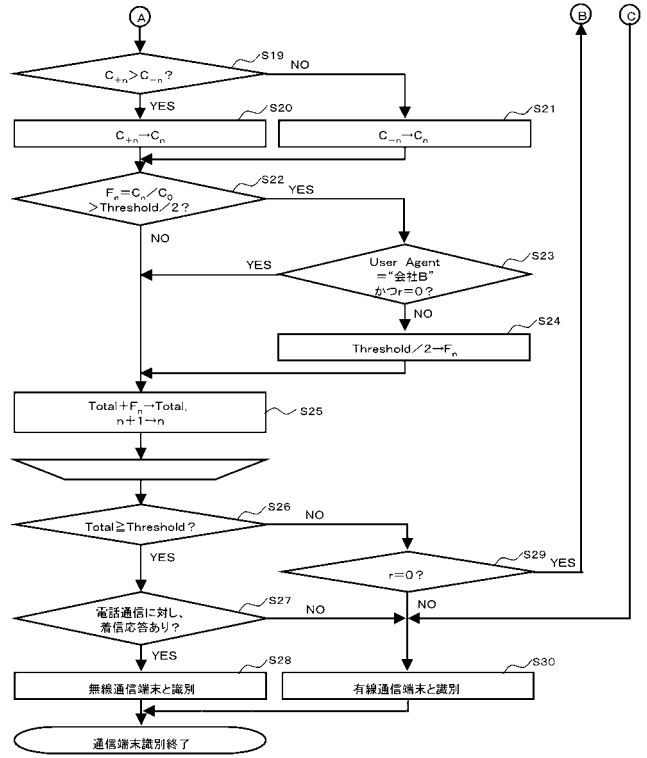 A
B
C
S19
C+n>C−n?
NO
YES
S20
C+n→Cn
S21
C−n→Cn
S22
Fn=Cn/C0
>Threshold/2?
YES
NO
S23
User Agent
="会社B"
かつr=0?
YES
NO
S24
Threshold/2→Fn
Total+Fn→Total,
n+1→n
S25
S26
Total≧Threshold?
NO
YES
S29
r=0?
YES
NO
S27
電話通信に対し、
着信応答あり?
NO
YES
S28
無線通信端末と識別
S30
有線通信端末と識別
通信端末識別終了